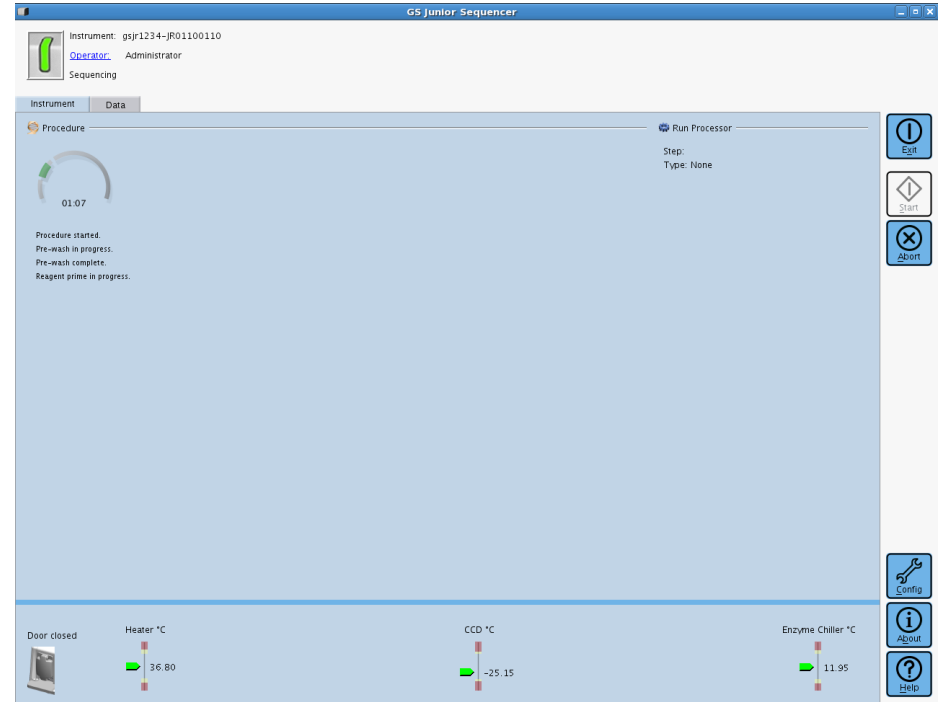 GS Junior Sequencer
Instrument: gsjr1234-JR01100110
Operator: Administrator
Sequencing
Instrument Data
Procedure
Run Processor
Step:
Type: None
01:07
Procedure started.
Pre-wash in progress.
Pre-wash complete.
Reagent prime in progress.
Exit
Start
Abort
Config
About
Help
Door closed
Heater °C
36.80
CCD °C
-25.15
Enzyme Chiller °C
11.95